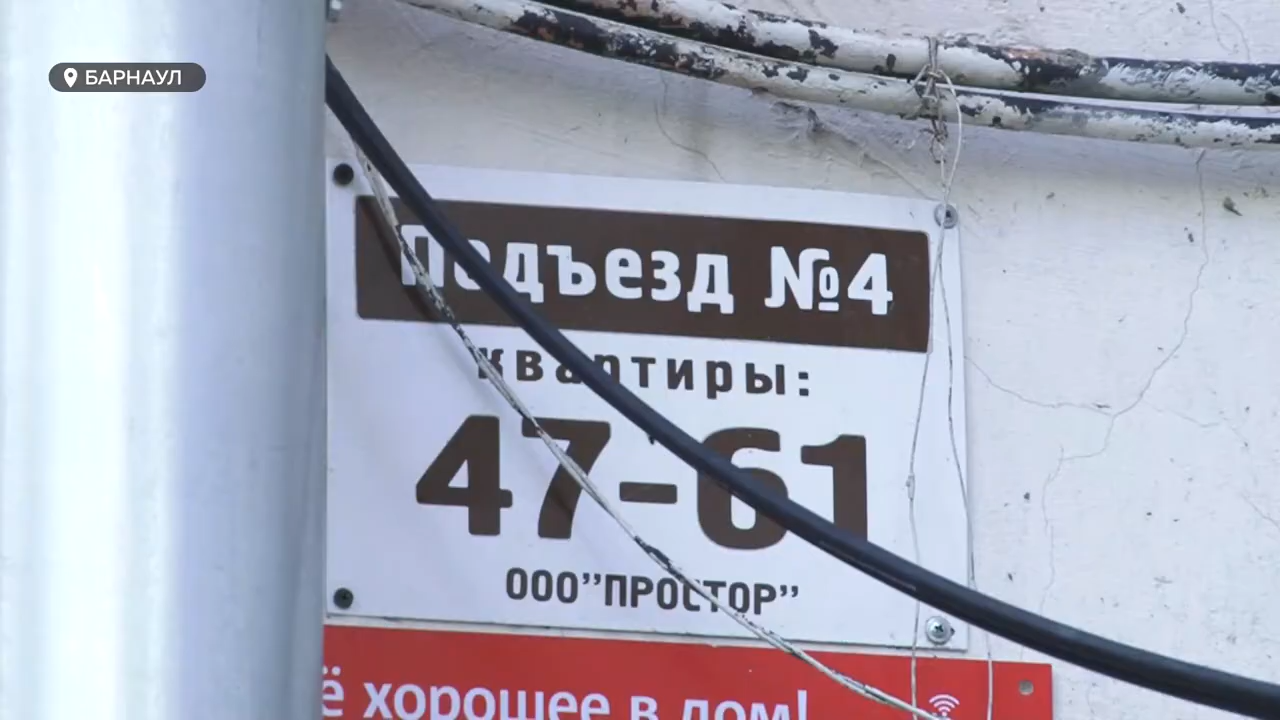 БАРНАУЛ
Подъезд №4
квартиры:
47-61
ООО"ПРОСТОР"
ё хорошее в дом!